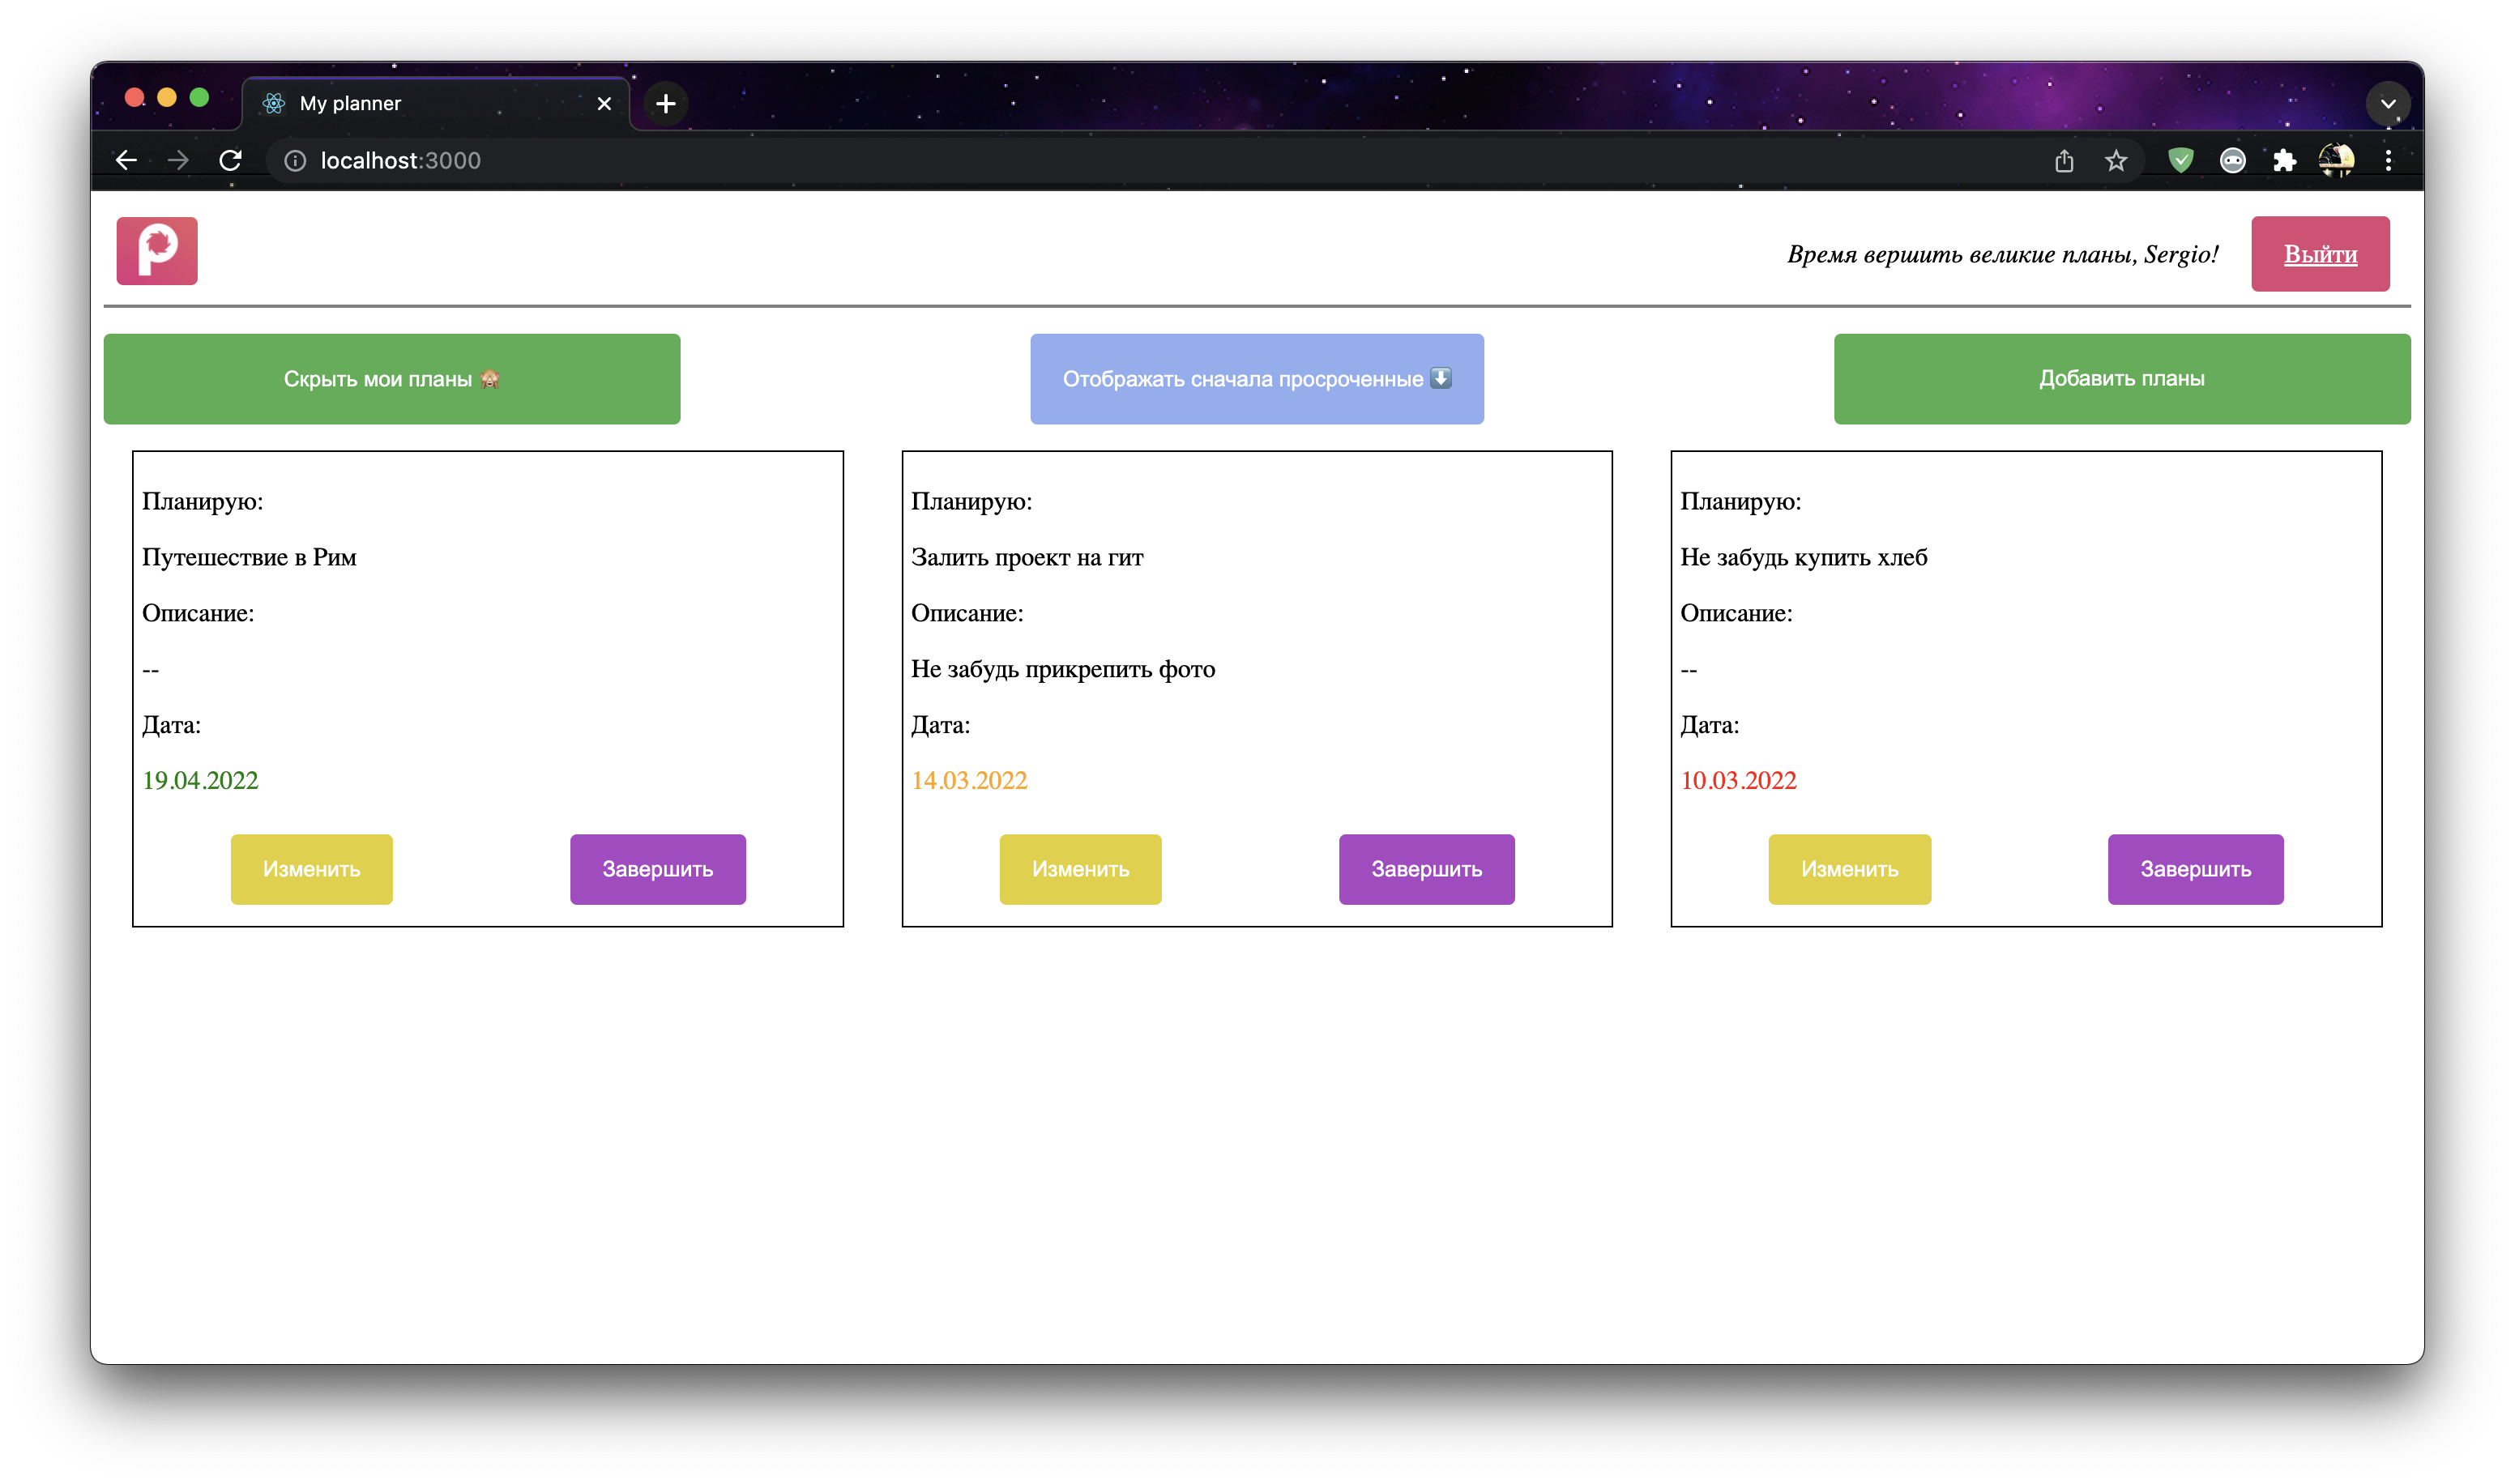 My planner
localhost:3000
Время вершить великие планы, Sergio!
Выйти
Скрыть мои планы 🙈
Отображать сначала просроченные ⬇️
Добавить планы
Планирую:
Путешествие в Рим
Описание:
--
Дата:
19.04.2022
Изменить
Завершить
Планирую:
Залить проект на гит
Описание:
Не забудь прикрепить фото
Дата:
14.03.2022
Изменить
Завершить
Планирую:
Не забудь купить хлеб
Описание:
--
Дата:
10.03.2022
Изменить
Завершить